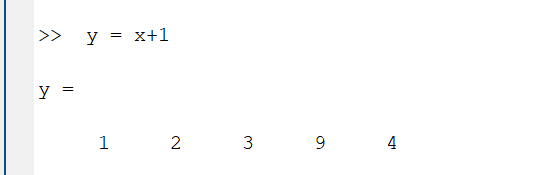 >> y = x+1
y =
1 2 3 9 4